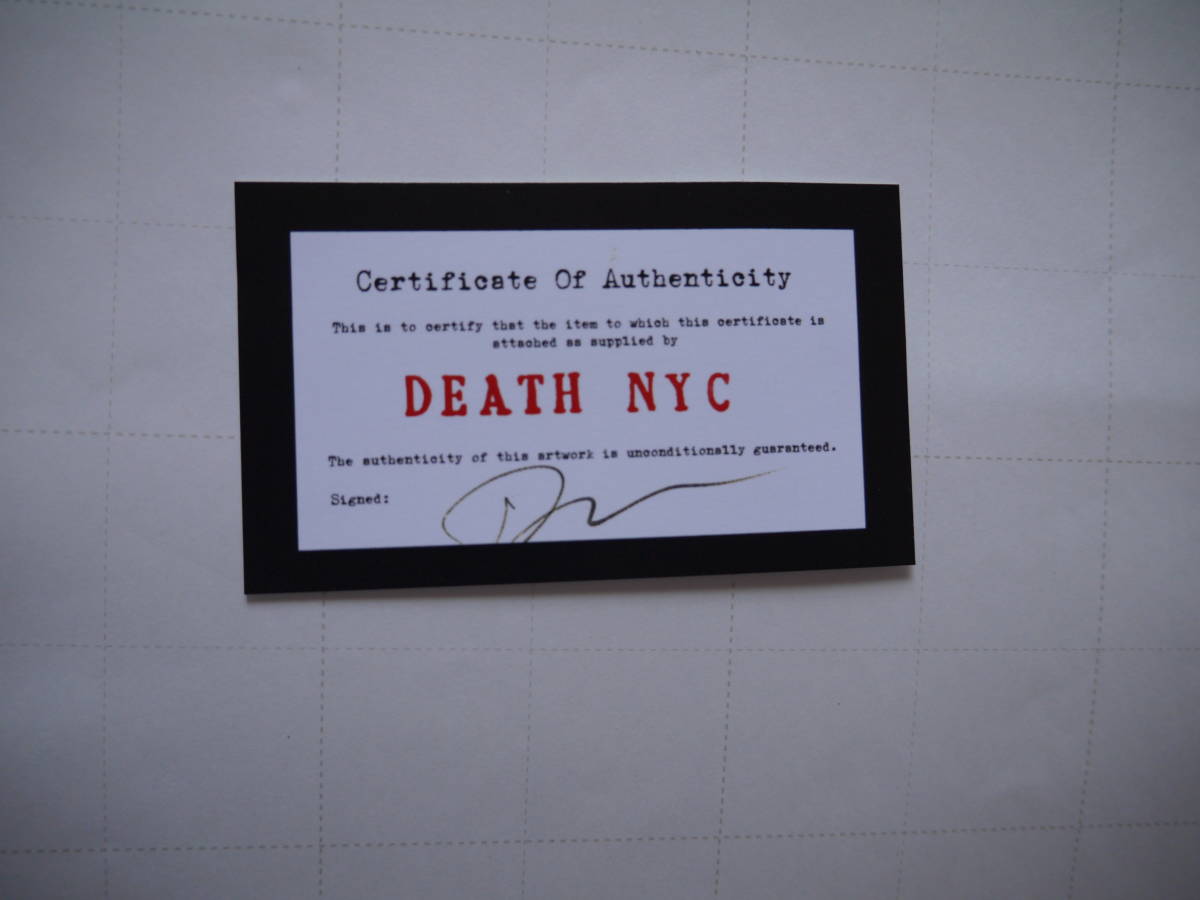 Certificate Of Authenticity
This is to certify that the item to which this certificate is
attached as supplied by
DEATH NYC
The authenticity of this artwork is unconditionally guaranteed.
Signed: